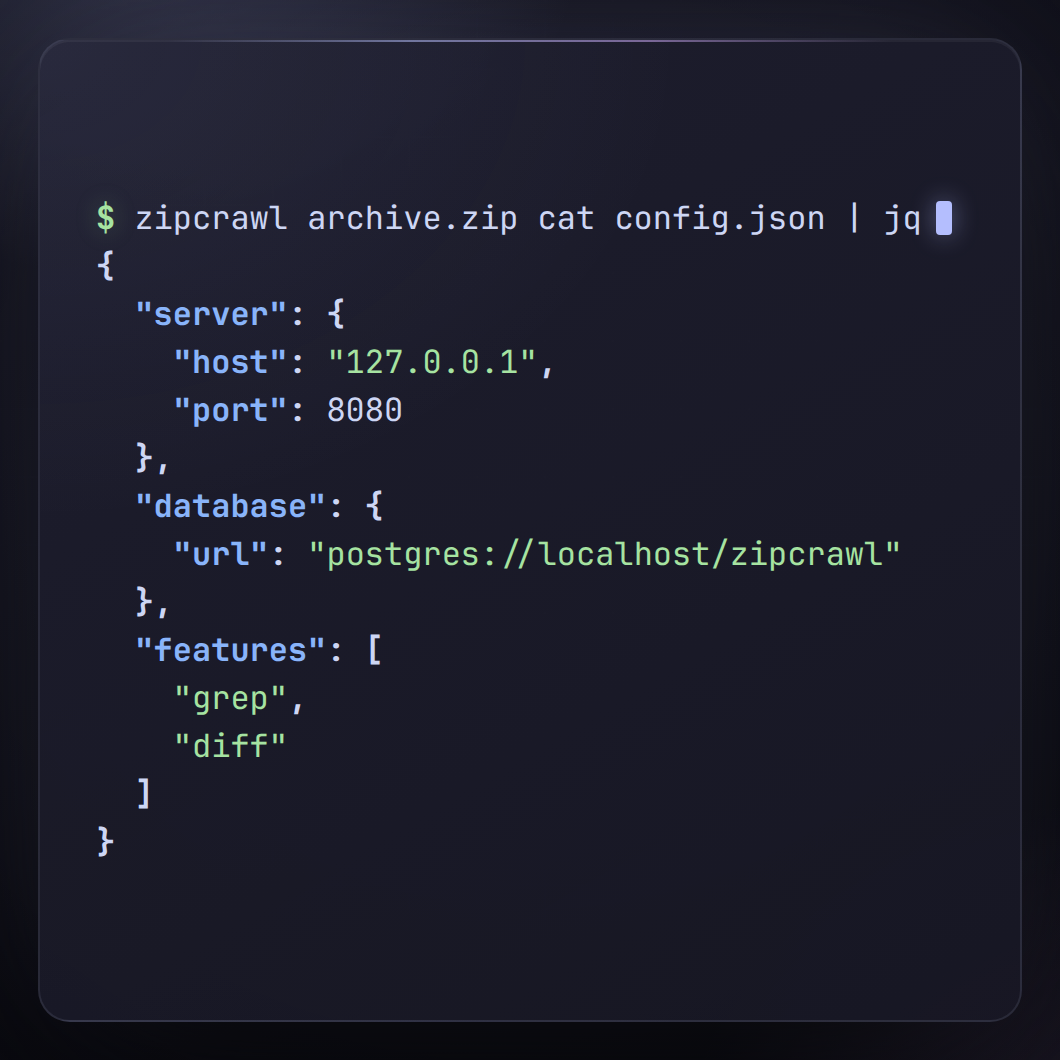 $ zipcrawl archive.zip cat config.json | jq
{
  "server": {
    "host": "127.0.0.1",
    "port": 8080
  },
  "database": {
    "url": "postgres://localhost/zipcrawl"
  },
  "features": [
    "grep",
    "diff"
  ]
}